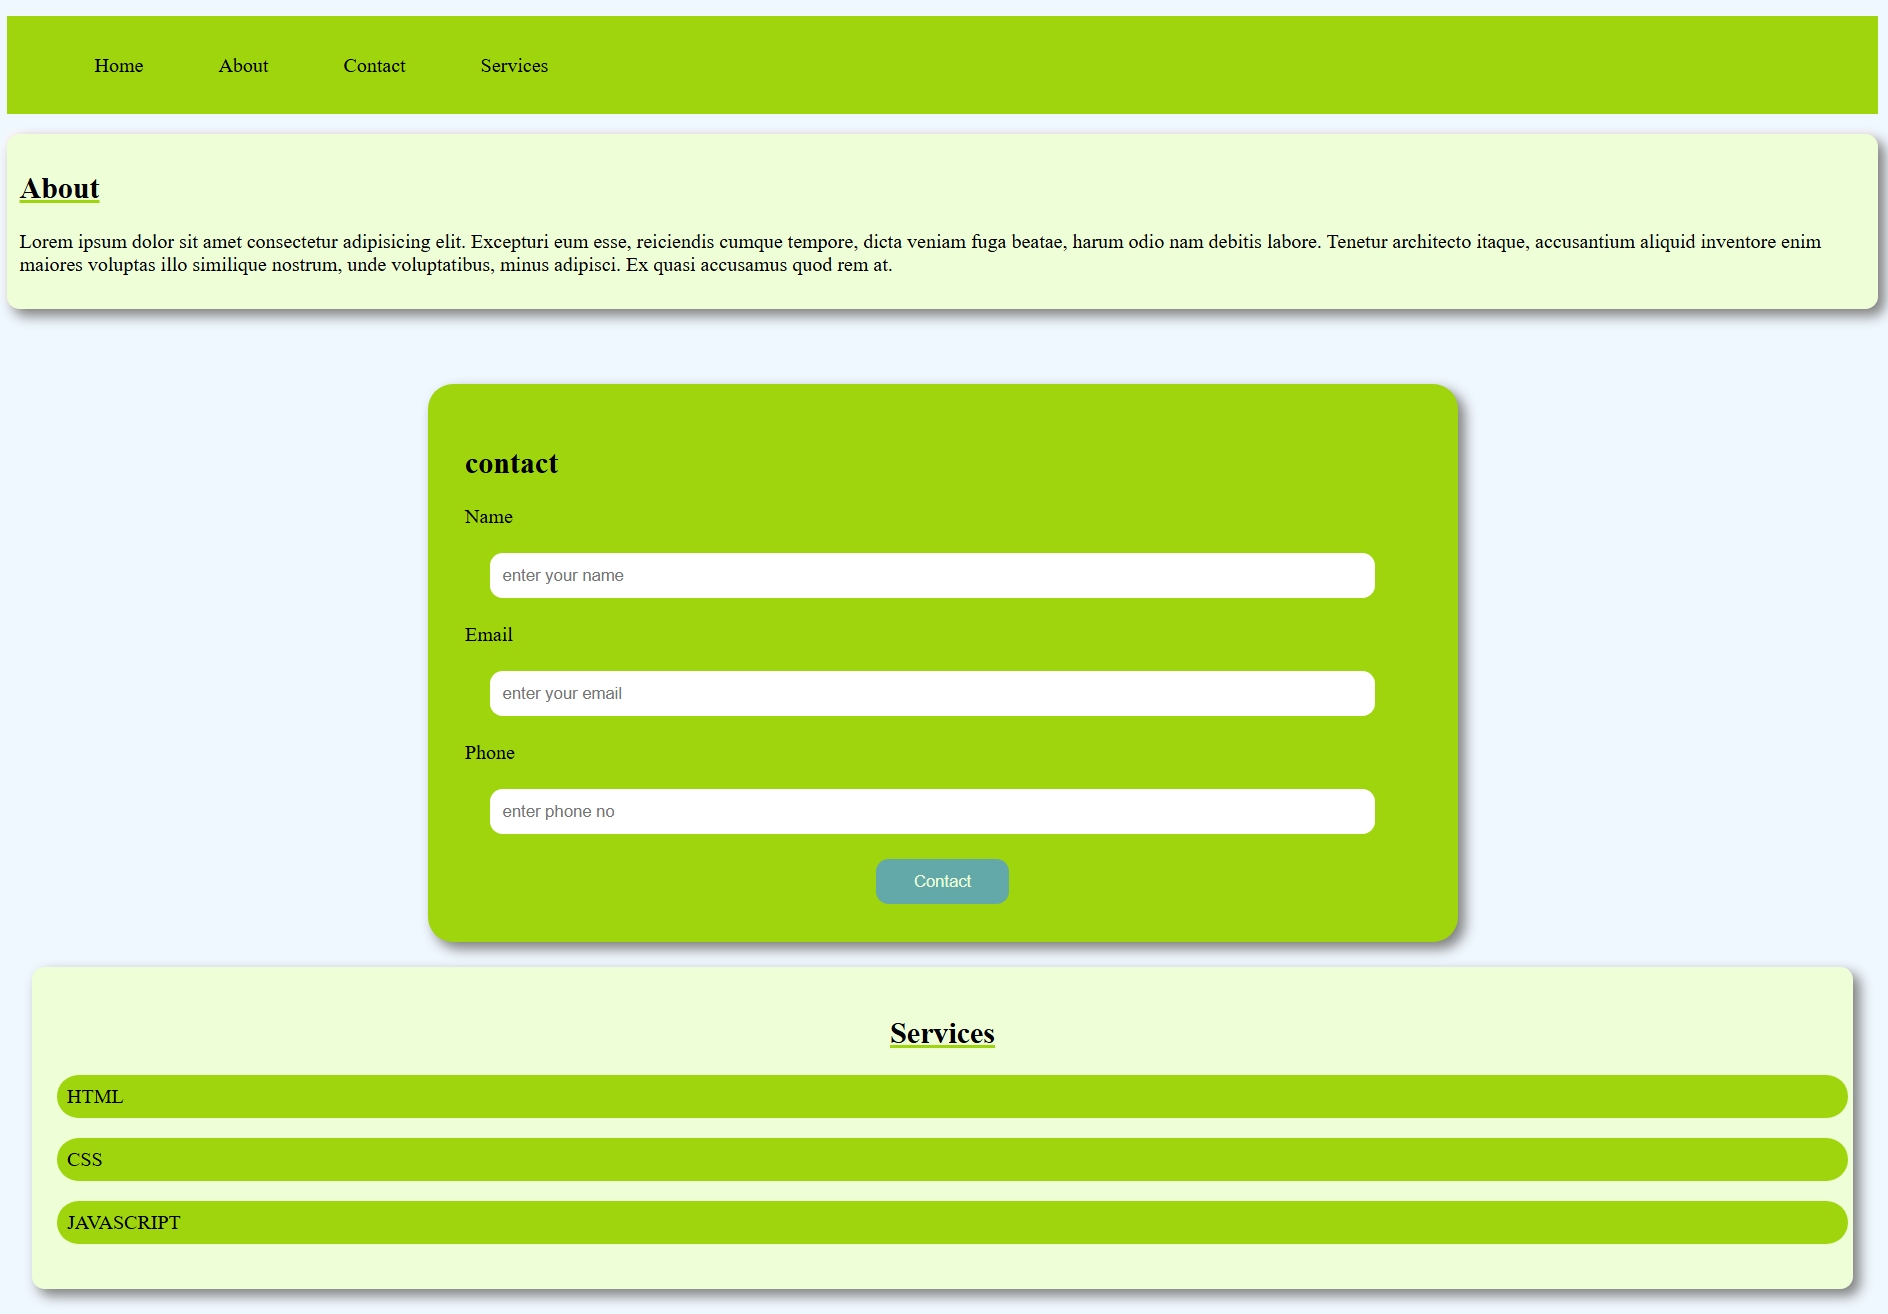 Home About Contact Services
About
Lorem ipsum dolor sit amet consectetur adipisicing elit. Excepturi eum esse, reiciendis cumque tempore, dicta veniam fuga beatae, harum odio nam debitis labore. Tenetur architecto itaque, accusantium aliquid inventore enim
maiores voluptas illo similique nostrum, unde voluptatibus, minus adipisci. Ex quasi accusamus quod rem at.
contact
Name
enter your name
Email
enter your email
Phone
enter phone no
Contact
Services
HTML
CSS
JAVASCRIPT